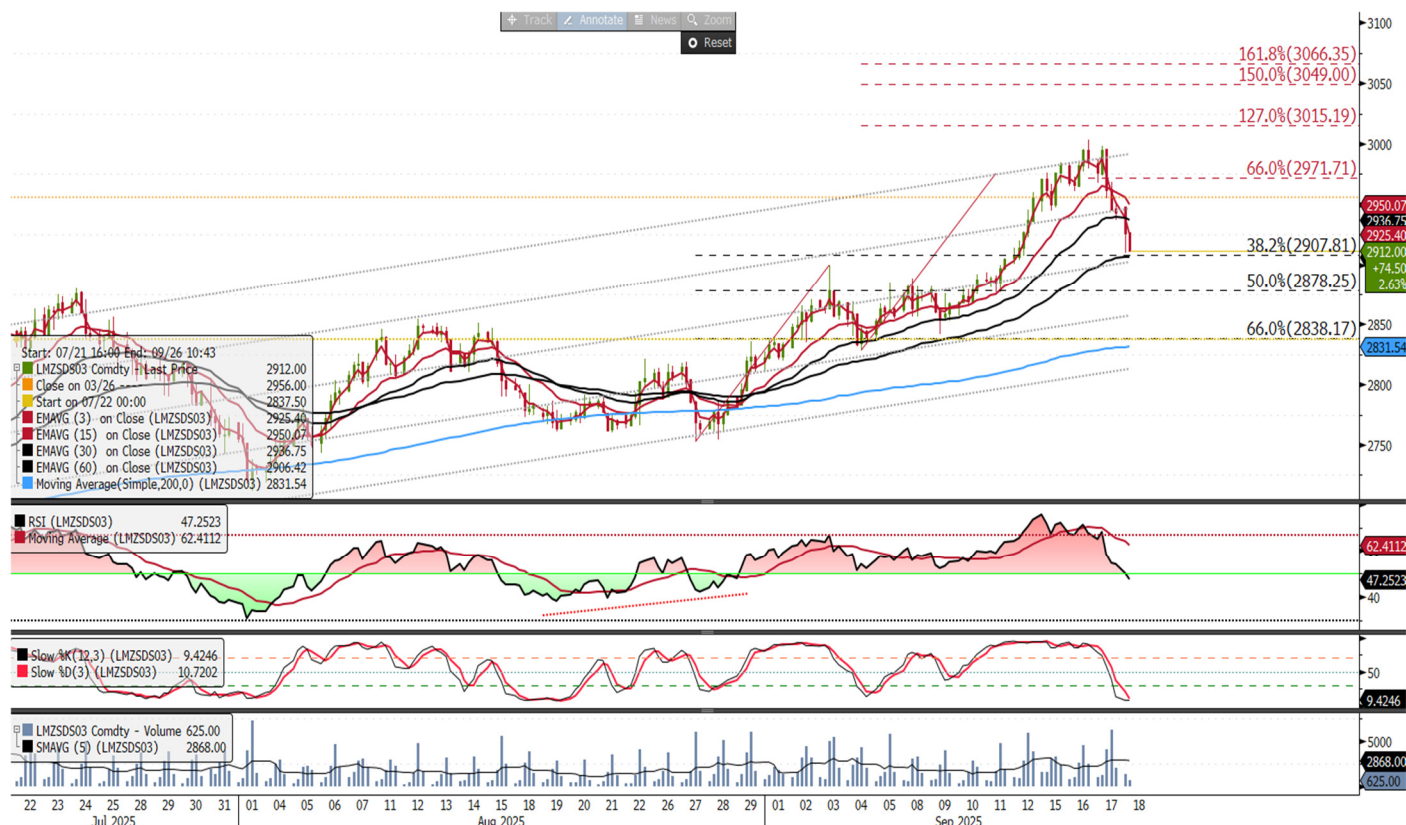 Track Annotate News Zoom
Reset
3100
161.8%(3066.35)
150.0%(3049.00)
3050
127.0%(3015.19)
3000
66.0%(2971.71)
2950.07
2936.75
2925.40
38.2%(2907.81)
2912.00
+74.50
2.63%
50.0%(2878.25)
2850
66.0%(2838.17)
2831.54
2800
2750
Start: 07/21 16:00 End: 09/26 10:43
LMZSDS03 Comdty - Last Price 2912.00
Close on 03/26 ---- 2956.00
Start on 07/22 00:00 2837.50
EMAVG (3) on Close (LMZSDS03) 2925.40
EMAVG (15) on Close (LMZSDS03) 2950.07
EMAVG (30) on Close (LMZSDS03) 2936.75
EMAVG (60) on Close (LMZSDS03) 2906.42
Moving Average(Simple,200,0) (LMZSDS03) 2831.54
RSI (LMZSDS03) 47.2523
Moving Average (LMZSDS03) 62.4112
62.4112
47.2523
40
Slow %K(12,3) (LMZSDS03) 9.4246
Slow %D(3) (LMZSDS03) 10.7202
50
9.4246
LMZSDS03 Comdty - Volume 625.00
SMAVG (5) (LMZSDS03) 2868.00
5000
2868.00
625.00
22 23 24 25 28 29 30 31 01 04 05 06 07 08 11 12 13 14 15 18 19 20 21 22 26 27 28 29 01 02 03 04 05 08 09 10 11 12 15 16 17 18
Jul 2025 Aug 2025 Sep 2025